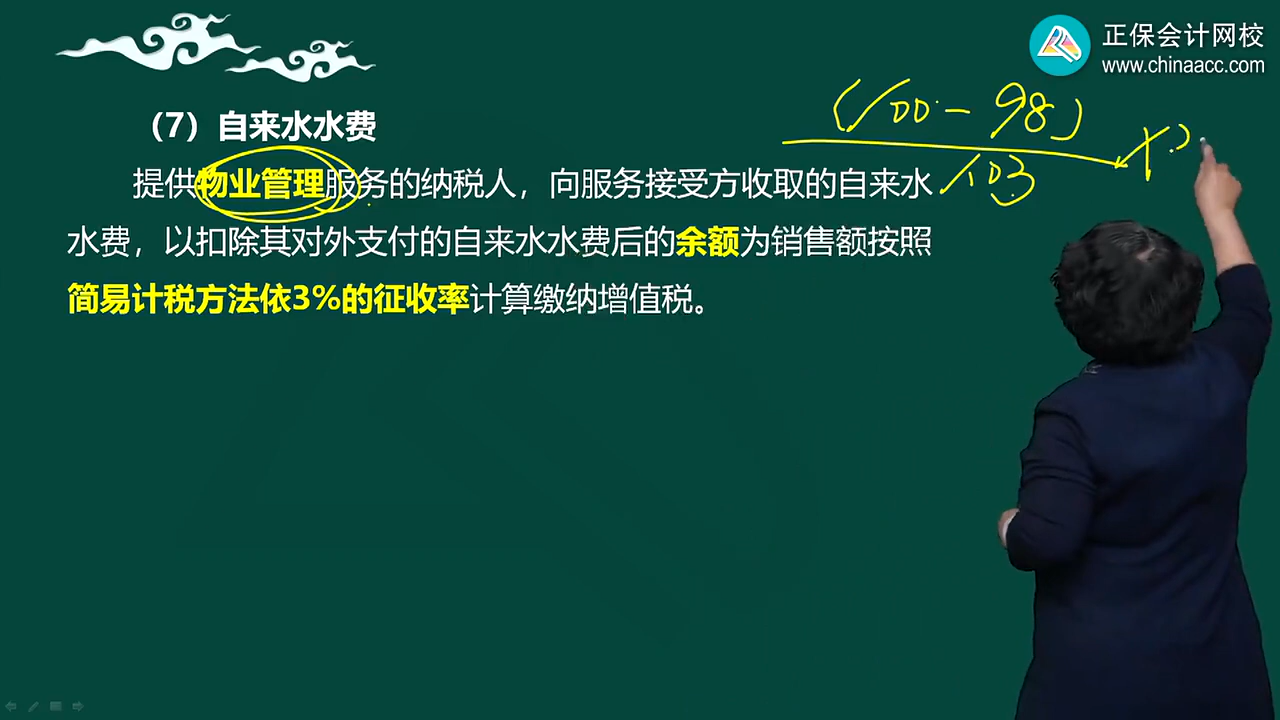 正保会计网校
www.chinaacc.com
(100-98)
1.03
×3
（7）自来水水费
提供物业管理服务的纳税人，向服务接受方收取的自来水
水费，以扣除其对外支付的自来水水费后的余额为销售额按照
简易计税方法依3%的征收率计算缴纳增值税。